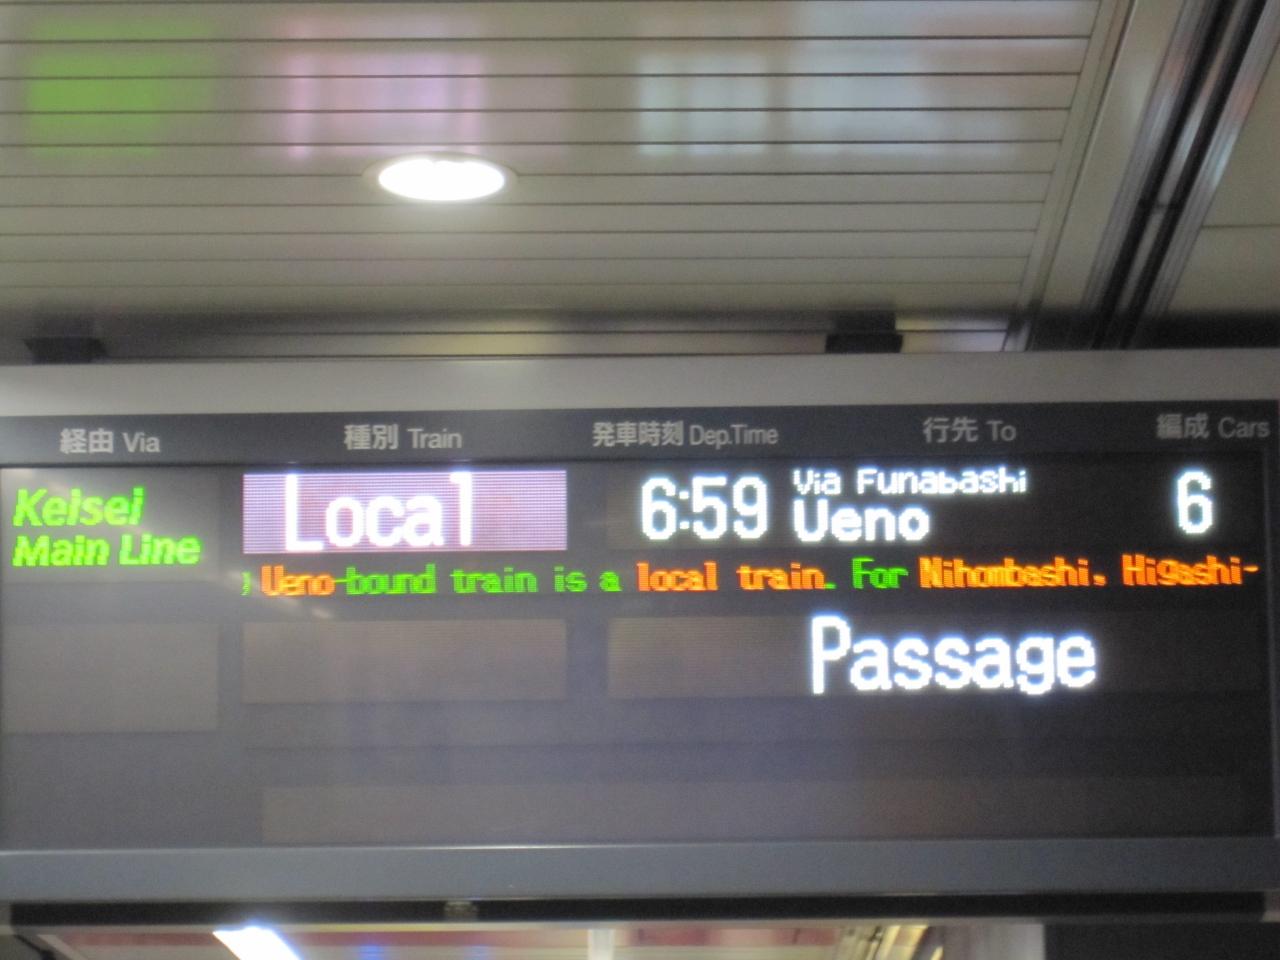 経由 Via 種別 Train 発車時刻 Dep.Time 行先 To 編成 Cars
Keisei
Main Line
Local 6:59 Via Funabashi
Ueno 6
Ueno-bound train is a local train. For Nihombashi, Higashi-
Passage